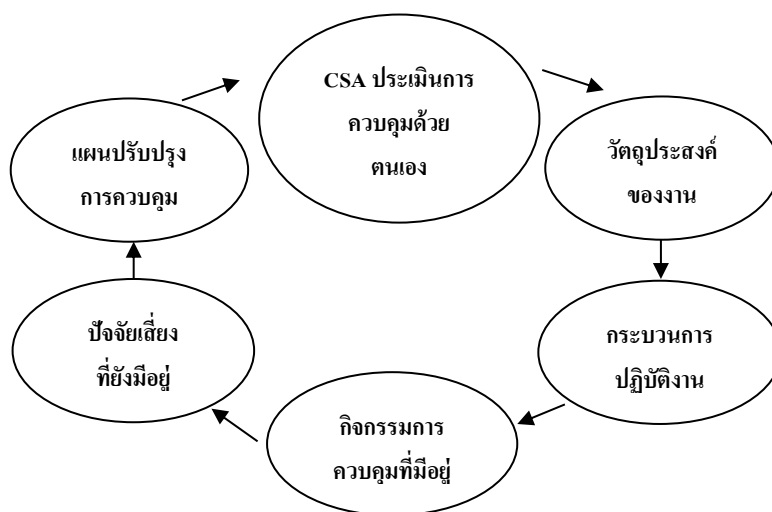 CSA ประเมินการ
ควบคุมด้วย
ตนเอง
วัตถุประสงค์
ของงาน
กระบวนการ
ปฏิบัติงาน
กิจกรรมการ
ควบคุมที่มีอยู่
ปัจจัยเสี่ยง
ที่ยังมีอยู่
แผนปรับปรุง
การควบคุม